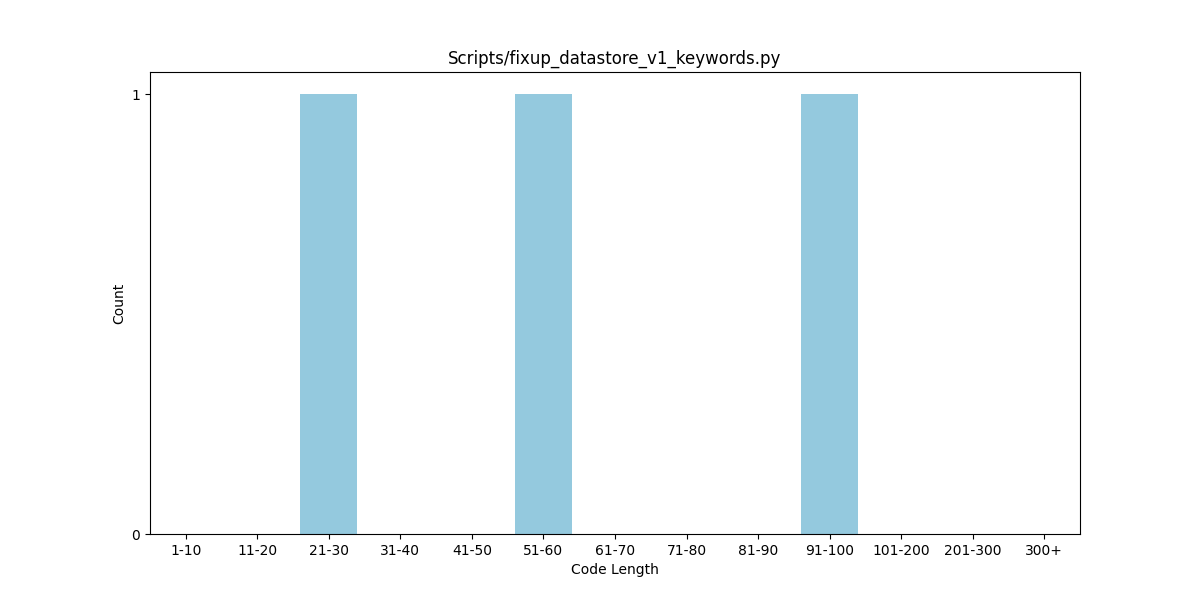 Scripts/fixup_datastore_v1_keywords.py
1
Count
0
1-10 11-20 21-30 31-40 41-50 51-60 61-70 71-80 81-90 91-100 101-200 201-300 300+
Code Length